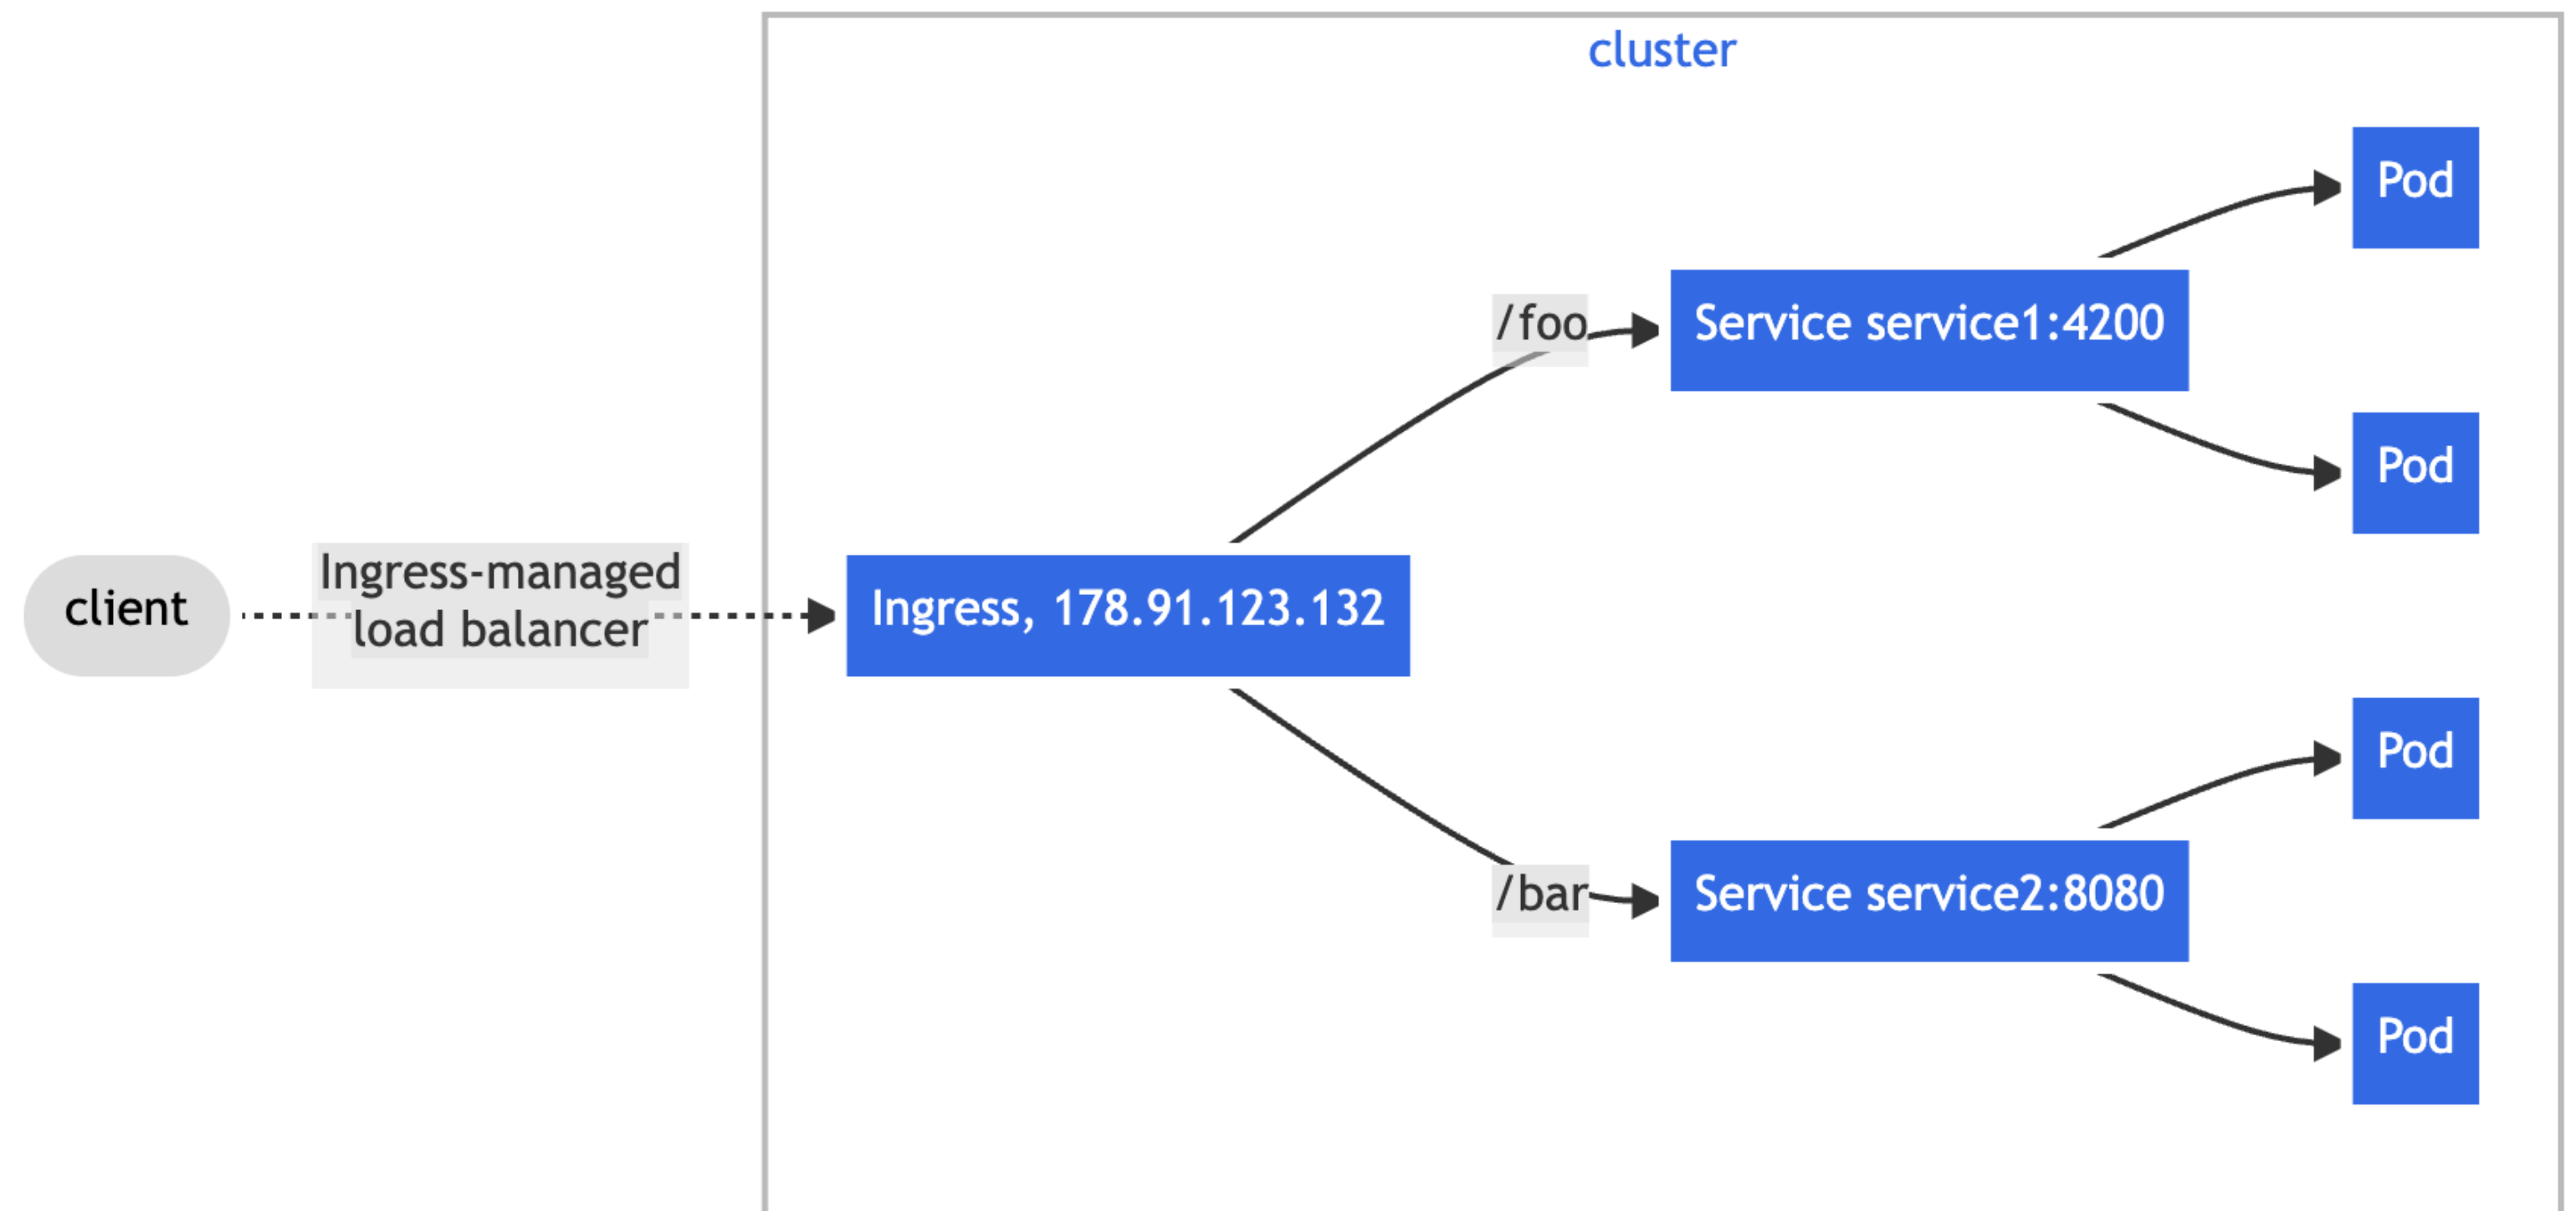 cluster
Pod
/foo
Service service1:4200
Pod
client
Ingress-managed
load balancer
Ingress, 178.91.123.132
Pod
/bar
Service service2:8080
Pod